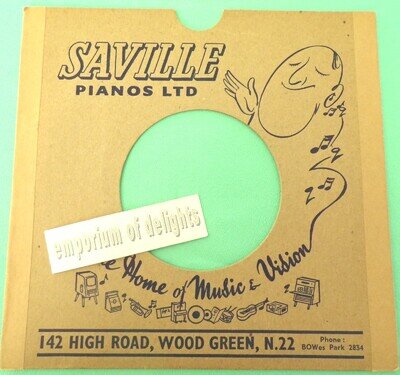 SAVILLE
PIANOS LTD
emporium of delights
Home of Music & Vision
142 HIGH ROAD, WOOD GREEN, N.22
Phone :
BOWes Park 2834